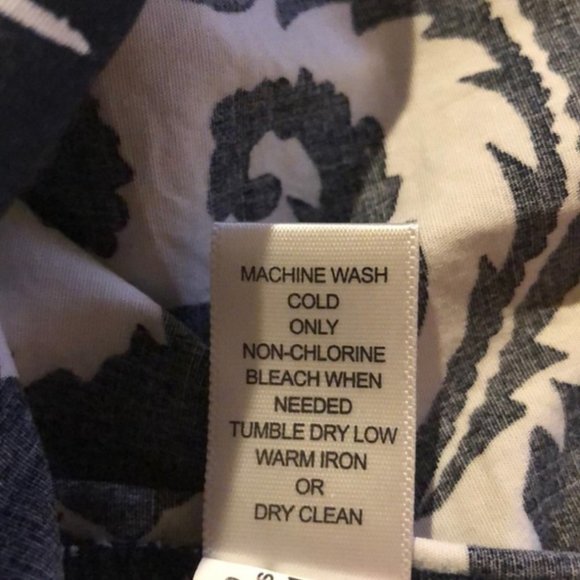 MACHINE WASH
COLD
ONLY
NON-CHLORINE
BLEACH WHEN
NEEDED
TUMBLE DRY LOW
WARM IRON
OR
DRY CLEAN